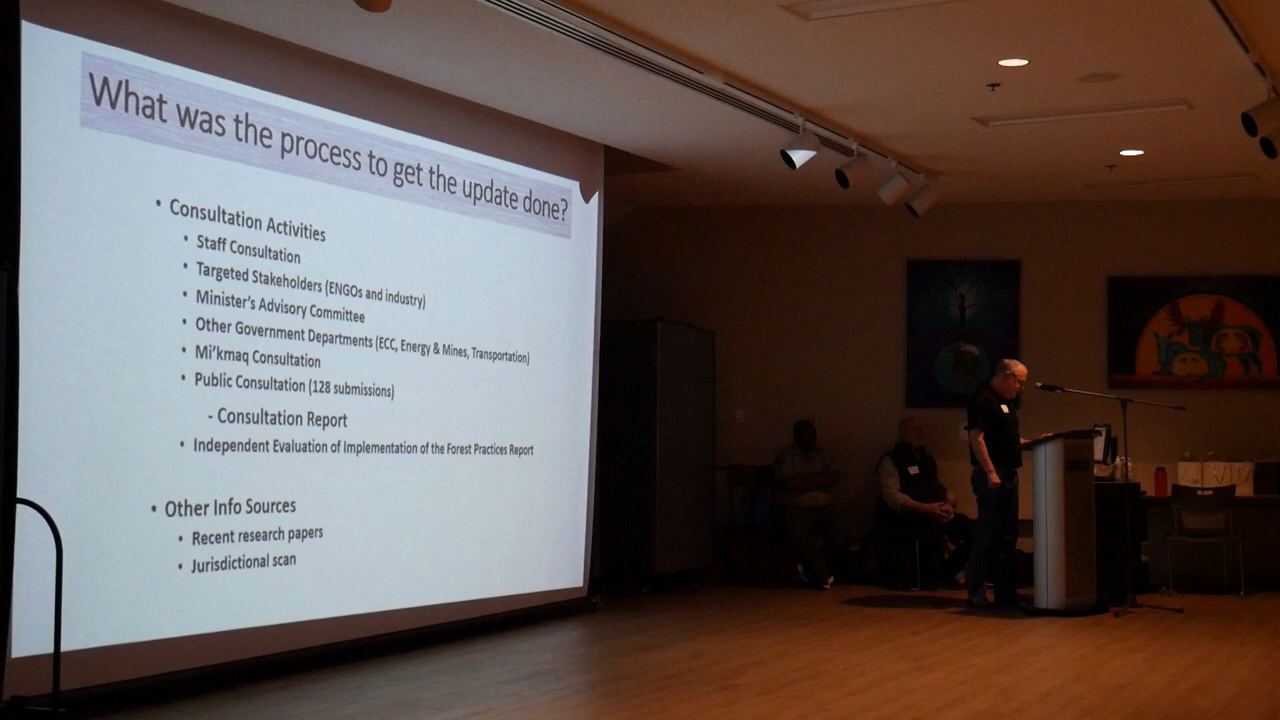 What was the process to get the update done?
• Consultation Activities
• Staff Consultation
• Targeted Stakeholders (ENGOs and industry)
• Minister's Advisory Committee
• Other Government Departments (ECC, Energy & Mines, Transportation)
• Mi'kmaq Consultation
• Public Consultation (128 submissions)
- Consultation Report
• Independent Evaluation of Implementation of the Forest Practices Report
• Other Info Sources
• Recent research papers
• Jurisdictional scan